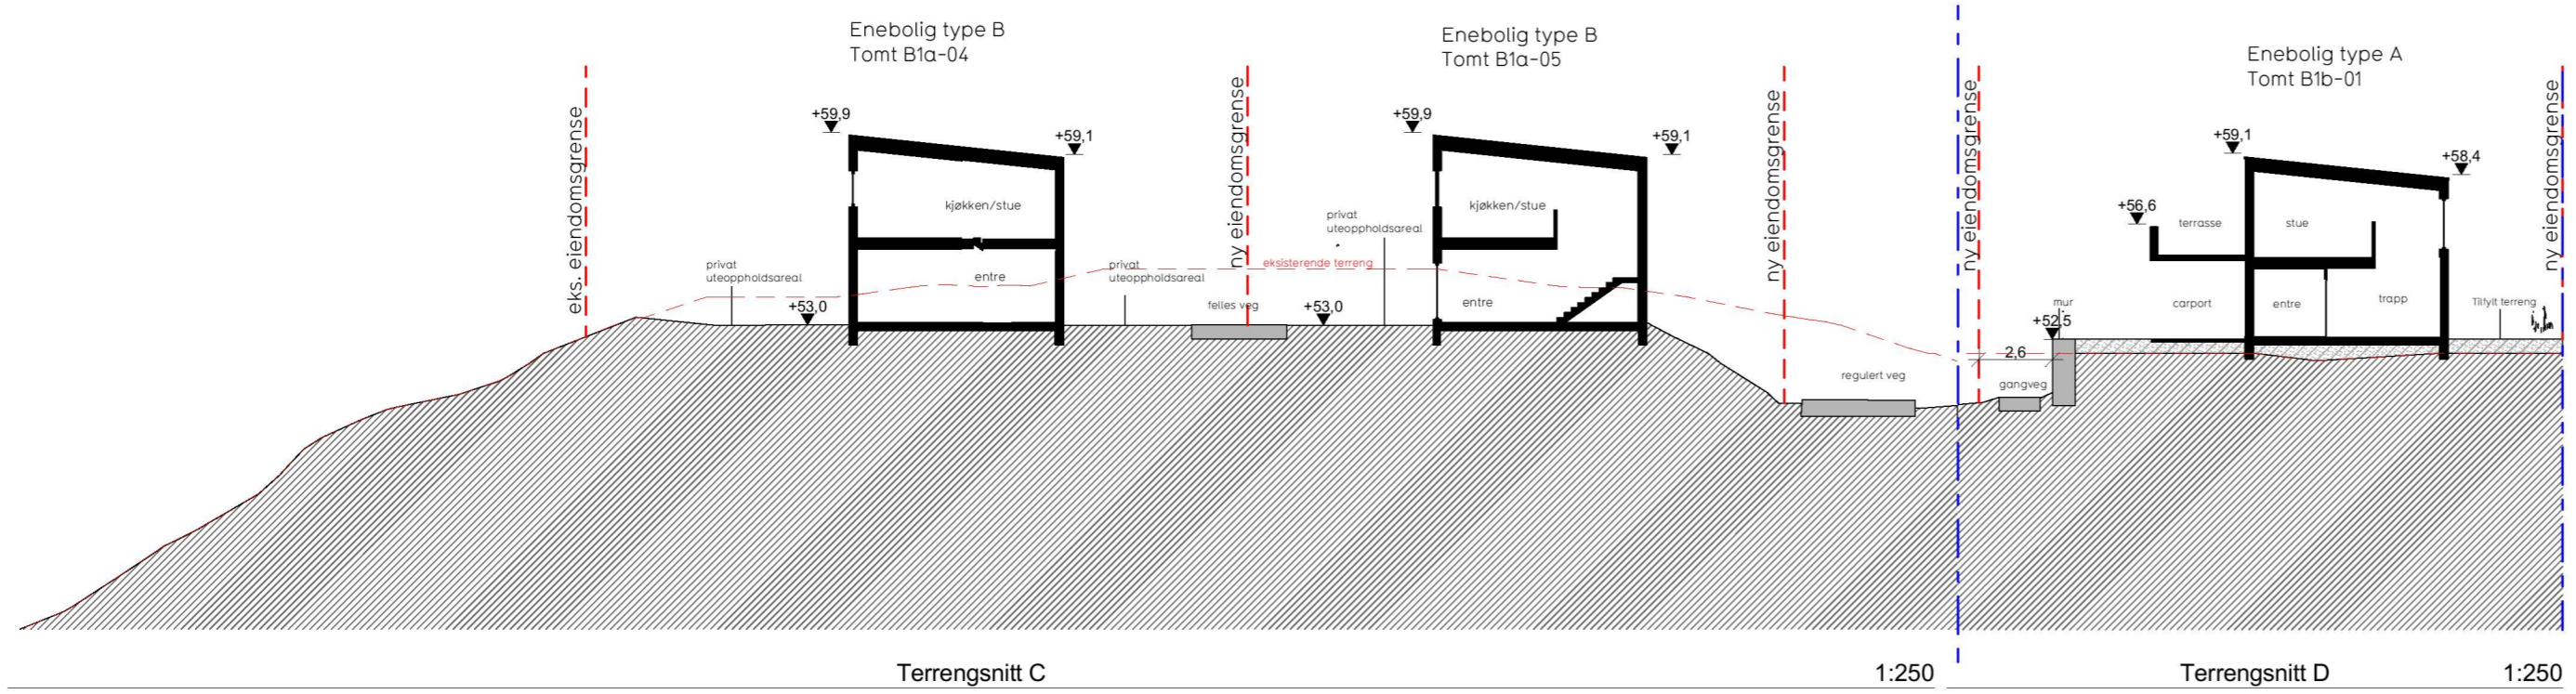 Enebolig type B
Tomt B1a-04
Enebolig type B
Tomt B1a-05
Enebolig type A
Tomt B1b-01
eks. eiendomsgrense
ny eiendomsgrense
ny eiendomsgrense
ny eiendomsgrense
ny eiendomsgrense
+59,9
+59,1
+59,9
+59,1
+59,1
+58,4
+56,6
kjøkken/stue
kjøkken/stue
terrasse
stue
privat
uteoppholdsareal
entre
privat
uteoppholdsareal
eksisterende terreng
privat
uteoppholdsareal
+53,0
felles veg
+53,0
entre
carport
entre
trapp
Tilfylt terreng
mur
+52,5
2,6
regulert veg
gangveg
Terrengsnitt C
1:250
Terrengsnitt D
1:250